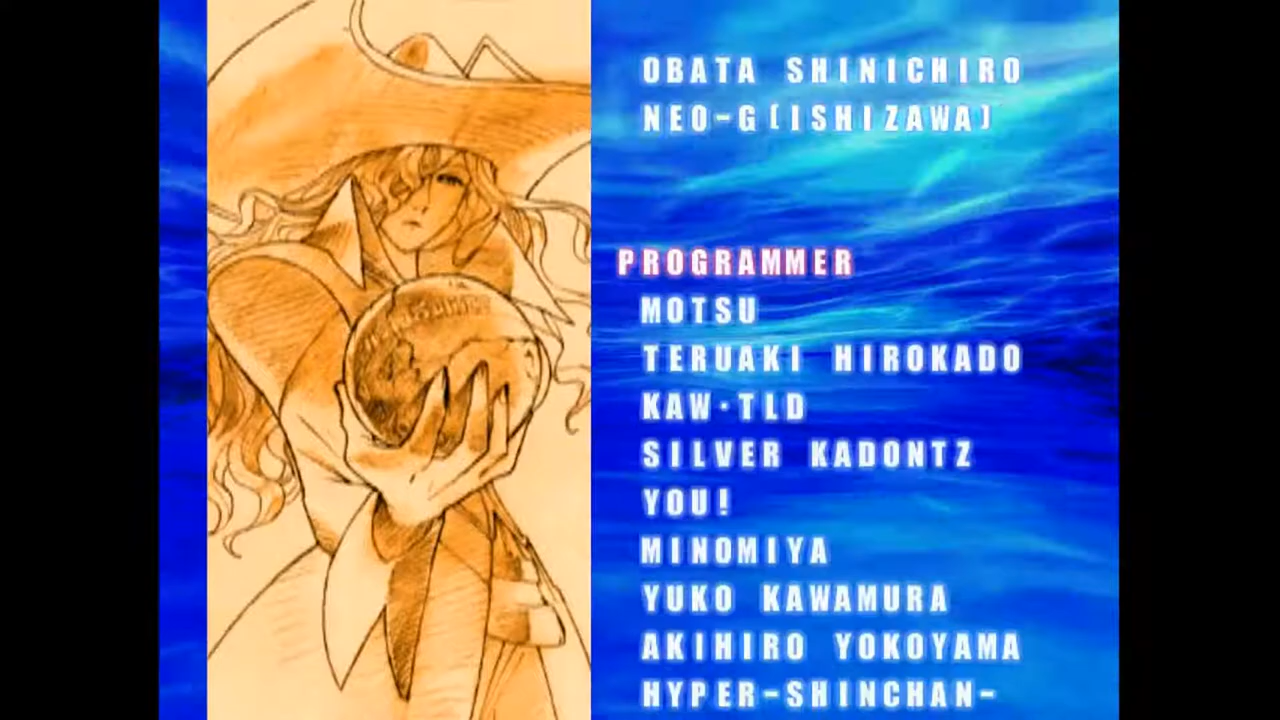 OBATA SHINICHIRO
NEO-G(ISHIZAWA)
PROGRAMMER
MOTSU
TERUAKI HIROKADO
KAW·TLD
SILVER KADONTZ
YOU!
MINOMIYA
YUKO KAWAMURA
AKIHIRO YOKOYAMA
HYPER-SHINCHAN-